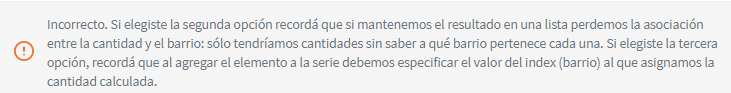 Incorrecto. Si elegiste la segunda opción recordá que si mantenemos el resultado en una lista perdemos la asociación
entre la cantidad y el barrio: sólo tendríamos cantidades sin saber a qué barrio pertenece cada una. Si elegiste la tercera
opción, recordá que al agregar el elemento a la serie debemos especificar el valor del index (barrio) al que asignamos la
cantidad calculada.